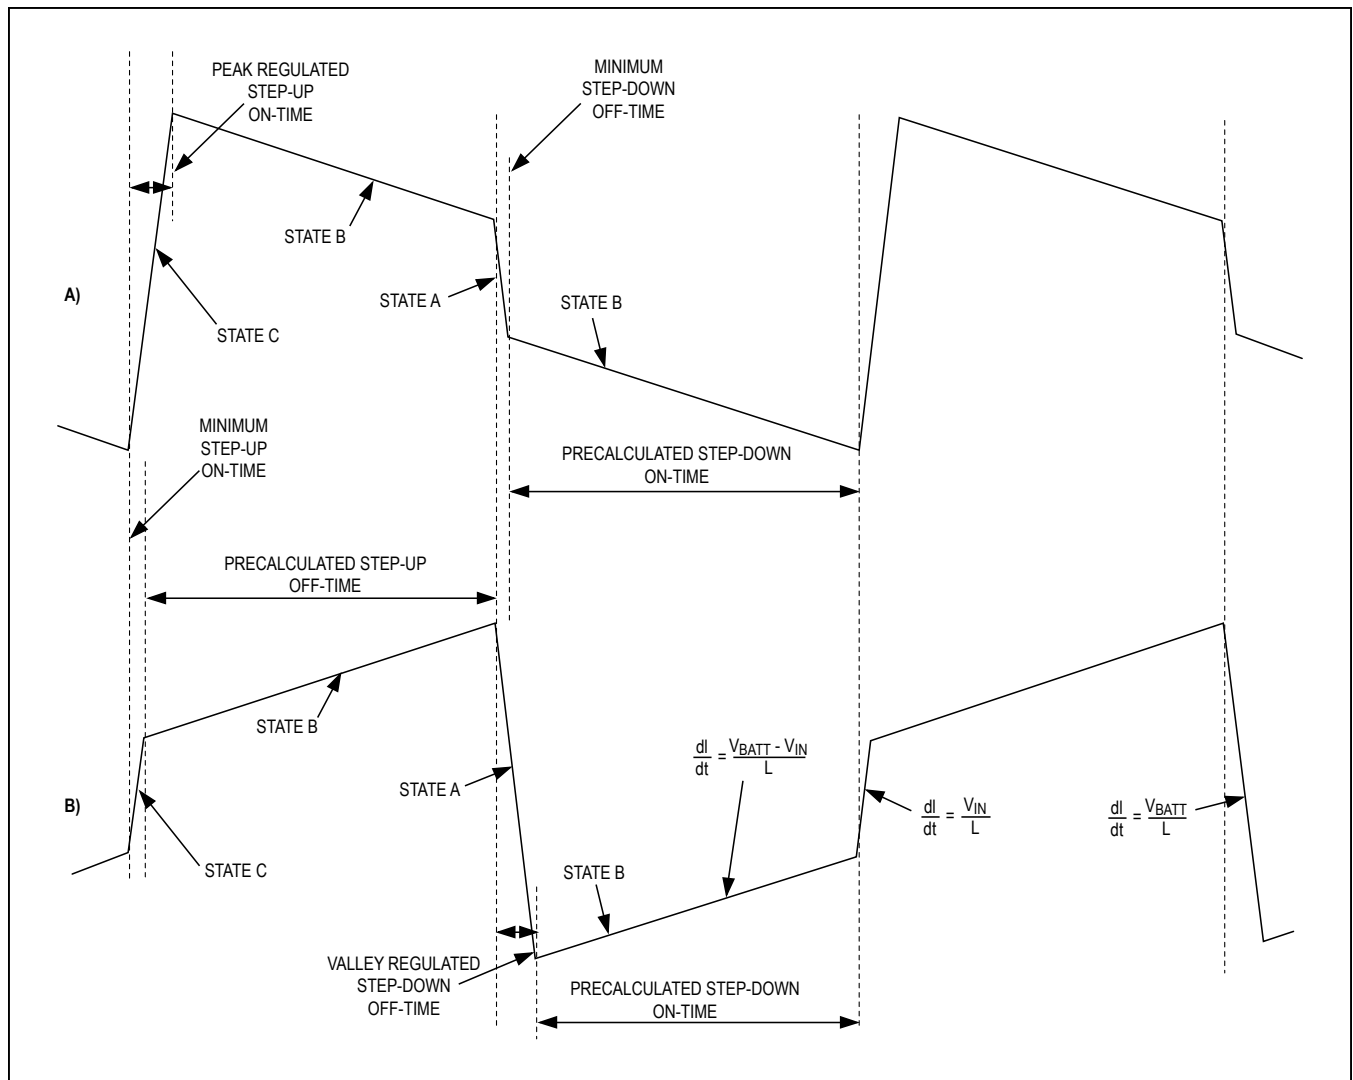 PEAK REGULATED
STEP-UP
ON-TIME
MINIMUM
STEP-DOWN
OFF-TIME
STATE B
A)
STATE A
STATE B
STATE C
MINIMUM
STEP-UP
ON-TIME
PRECALCULATED STEP-DOWN
ON-TIME
PRECALCULATED STEP-UP
OFF-TIME
STATE B
dI/dt = VBATT - VIN/L
STATE A
B)
dI/dt = VIN/L
dI/dt = VBATT/L
STATE C
STATE B
VALLEY REGULATED
STEP-DOWN
OFF-TIME
PRECALCULATED STEP-DOWN
ON-TIME